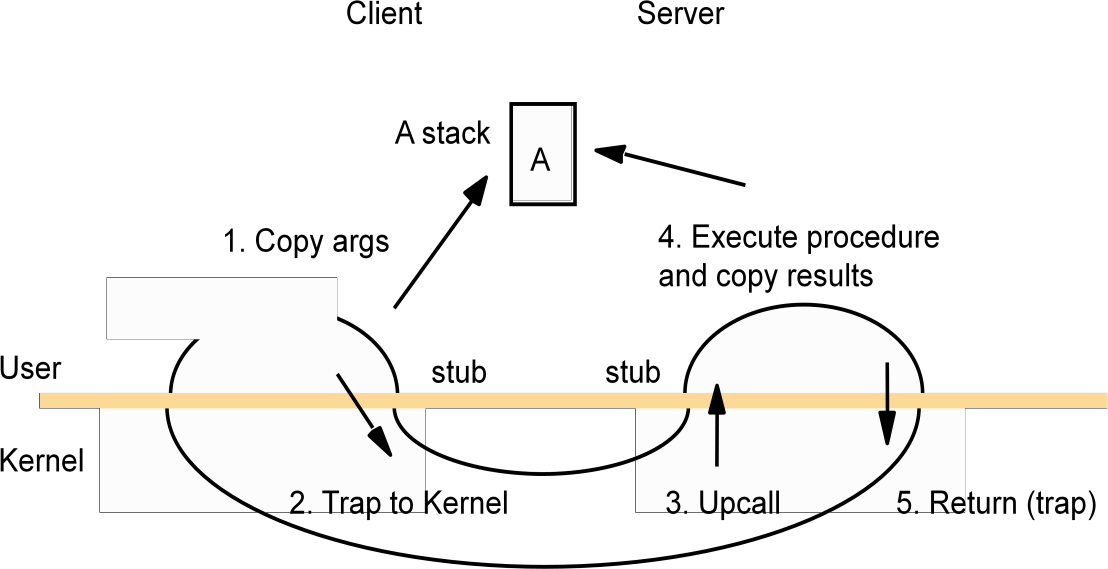 Client
Server
A stack
A
1. Copy args
4. Execute procedure
and copy results
User
stub
stub
Kernel
2. Trap to Kernel
3. Upcall
5. Return (trap)